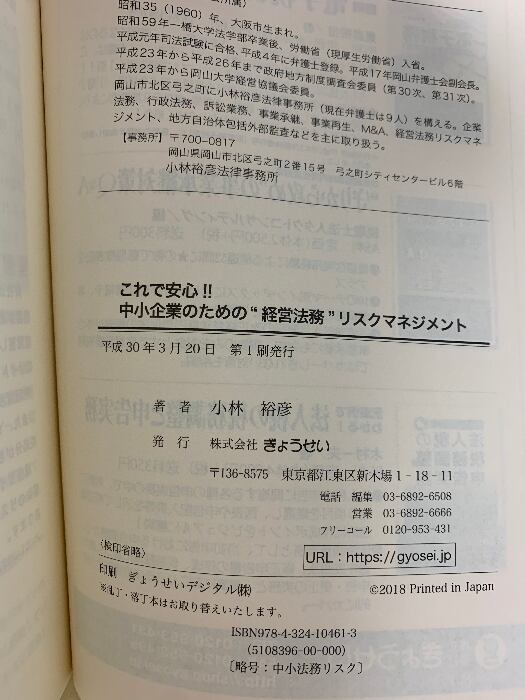 昭和35（1960）年、大阪市生まれ。
昭和59年一橋大学法学部卒業後、労働省（現厚生労働省）入省。
平成元年司法試験に合格、平成4年に弁護士登録。平成17年岡山弁護士会副会長。
平成23年から平成26年まで政府地方制度調査会委員（第30次、第31次）。
平成23年から岡山大学経営協議会委員。
岡山市北区弓之町に小林裕彦法律事務所（現在弁護士は9人）を構える。企業
法務、行政法務、訴訟業務、事業承継、事業再生、M&A、経営法務リスクマネ
ジメント、地方自治体包括外部監査などを主に取り扱う。
【事務所】〒700-0817
岡山県岡山市北区弓之町2番15号 弓之町シティセンタービル6階
小林裕彦法律事務所
これで安心!!
中小企業のための“経営法務”リスクマネジメント
平成30年3月20日 第1刷発行
著者 小林 裕彦
発行 株式会社ぎょうせい
〒136-8575 東京都江東区新木場1-18-11
電話 編集 03-6892-6508
営業 03-6892-6666
フリーコール 0120-953-431
〈検印省略〉
URL：https://gyosei.jp
印刷 ぎょうせいデジタル㈱
©2018 Printed in Japan
※乱丁・落丁本はお取り替えいたします。
ISBN978-4-324-10461-3
(5108396-00-000)
〔略号：中小法務リスク〕